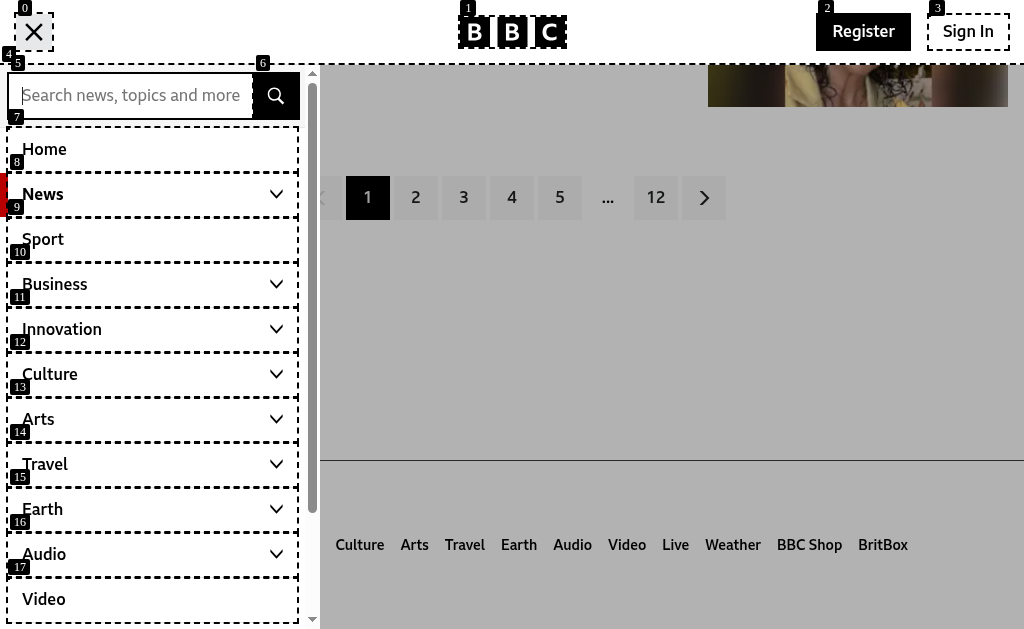 0
1
B B C
2
Register
3
Sign In
4
5
Search news, topics and more
6
7
Home
8
News
9
Sport
10
Business
11
Innovation
12
Culture
13
Arts
14
Travel
15
Earth
16
Audio
17
Video
1 2 3 4 5 ... 12
Culture Arts Travel Earth Audio Video Live Weather BBC Shop BritBox